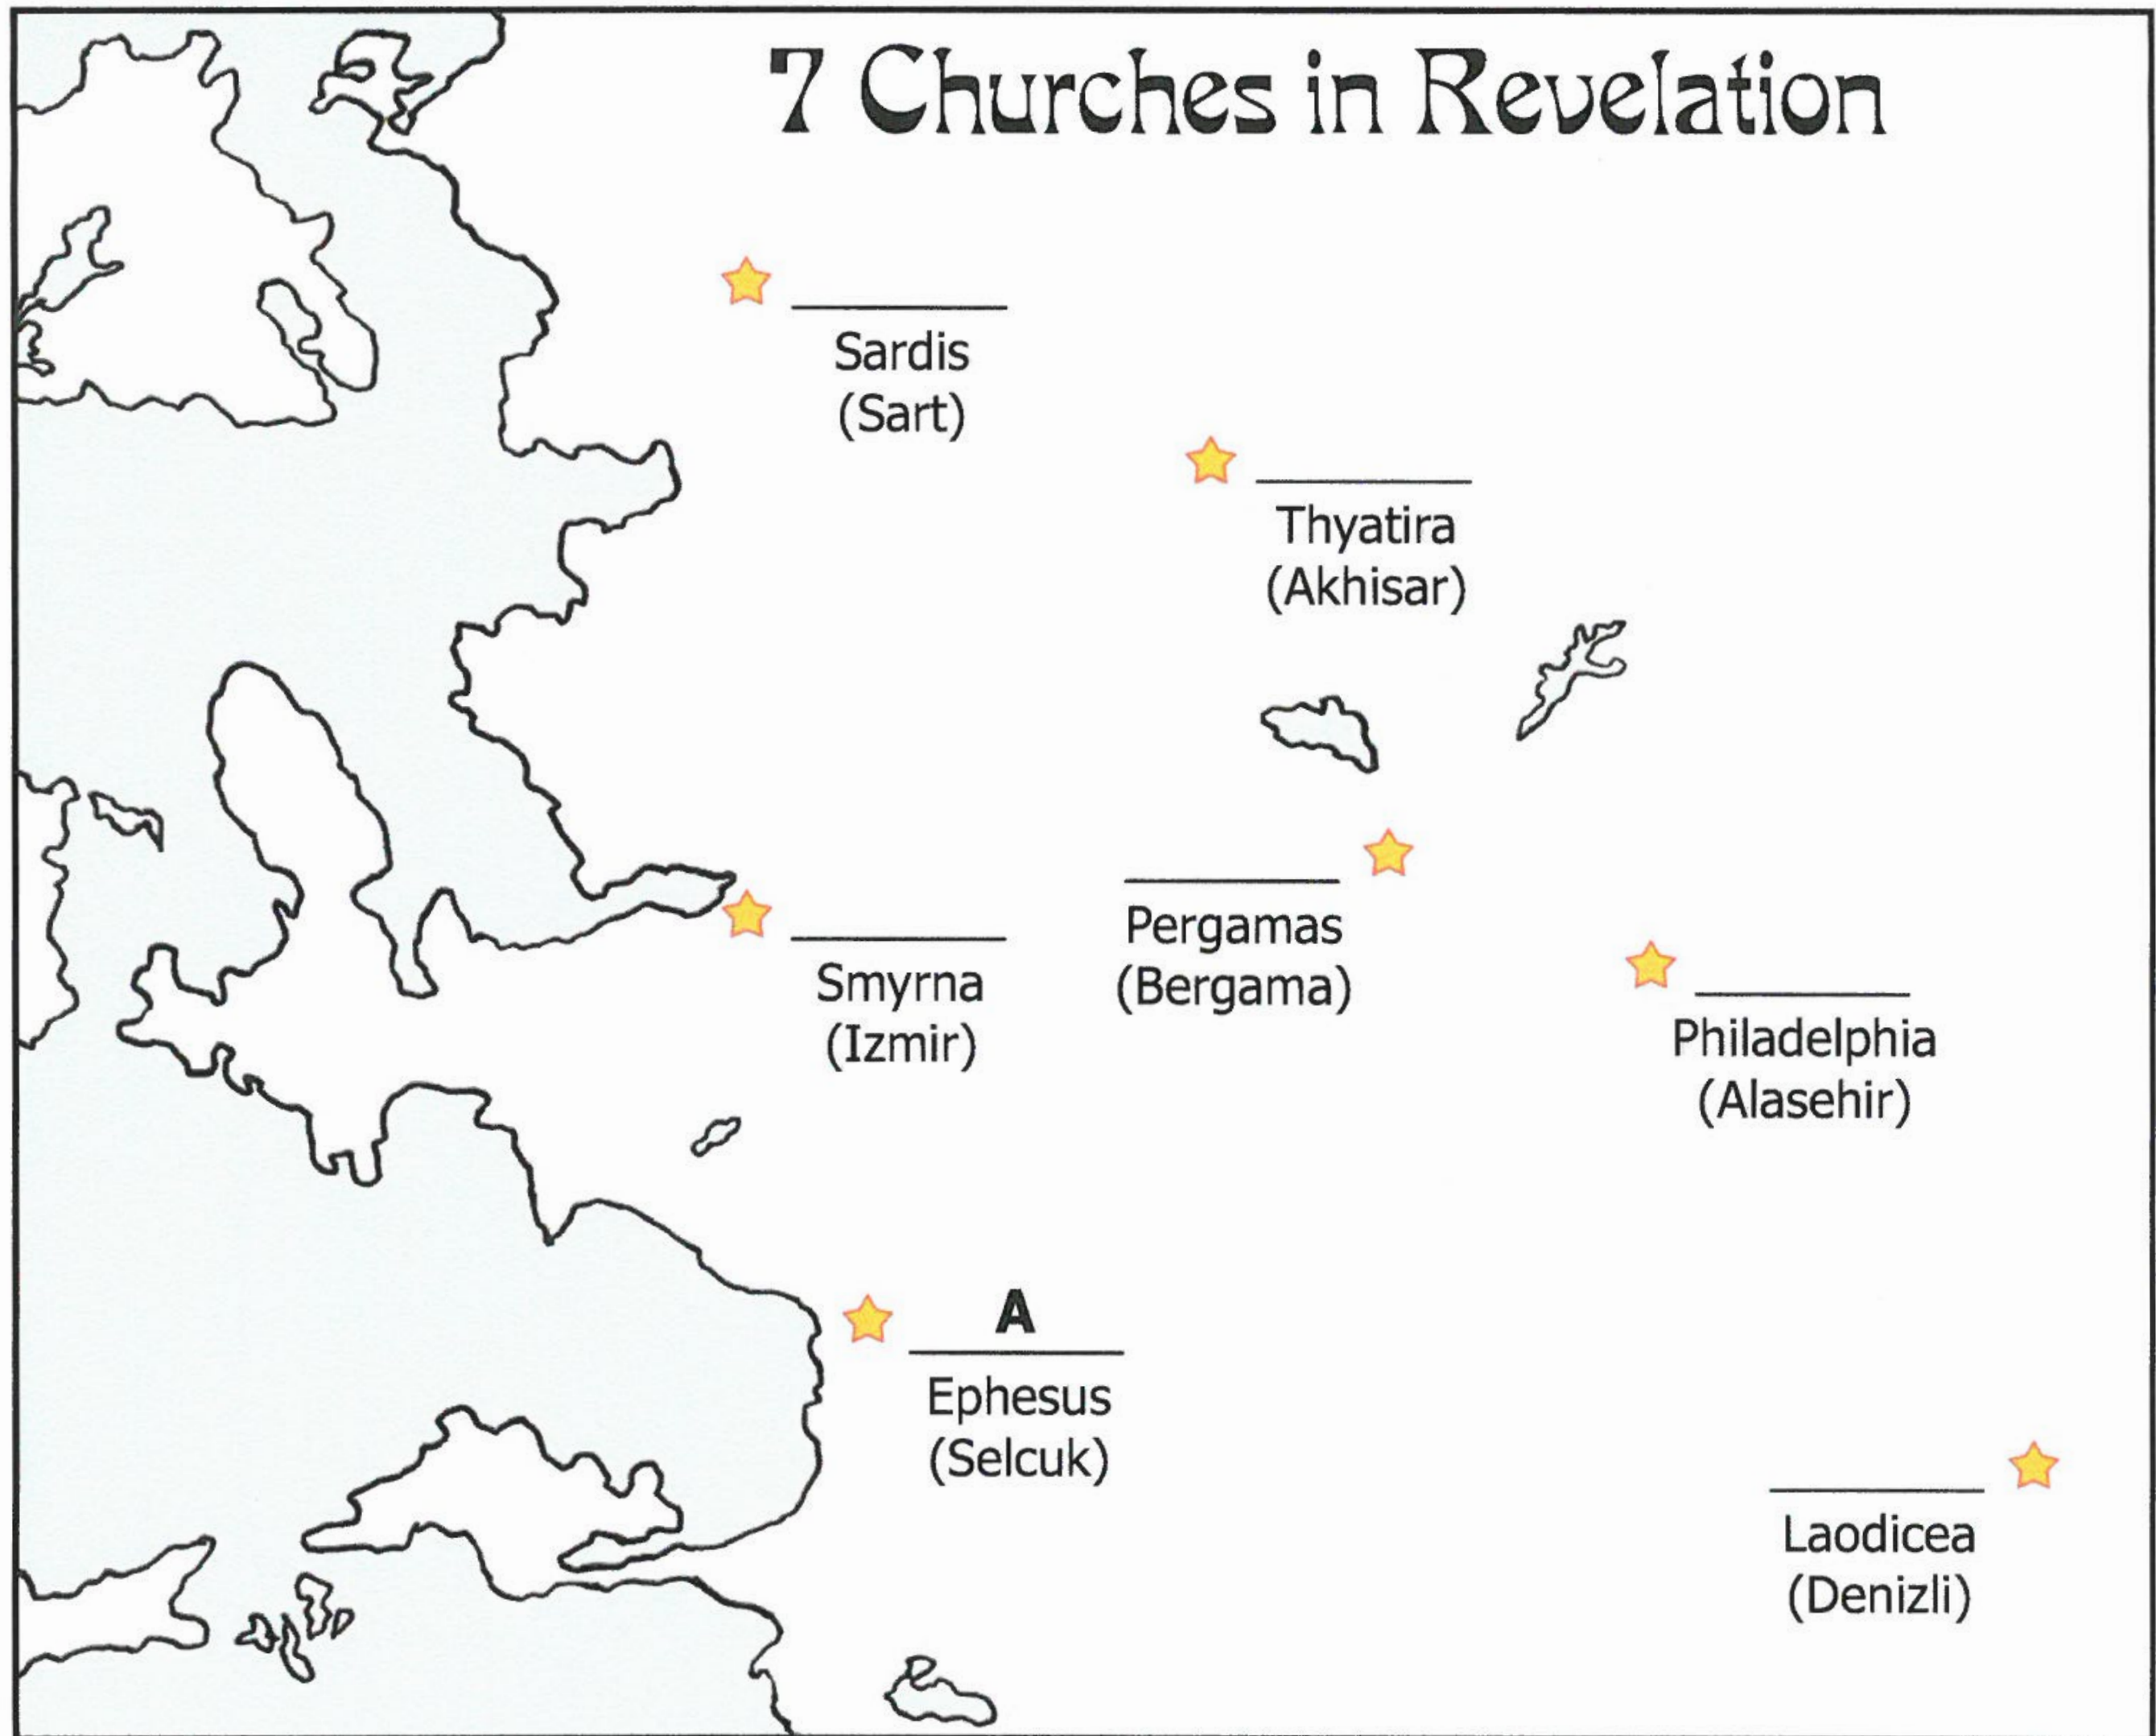 7 Churches in Revelation
Sardis
(Sart)
Thyatira
(Akhisar)
Pergamas
(Bergama)
Smyrna
(Izmir)
Philadelphia
(Alasehir)
A
Ephesus
(Selcuk)
Laodicea
(Denizli)